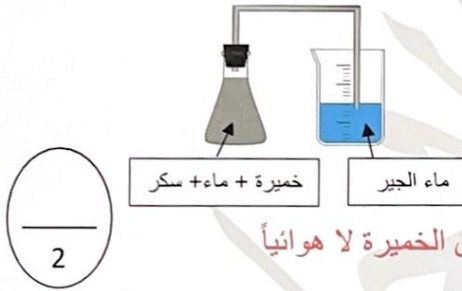 خميرة + ماء+ سكر
ماء الجير
الخميرة لا هوائياً
2